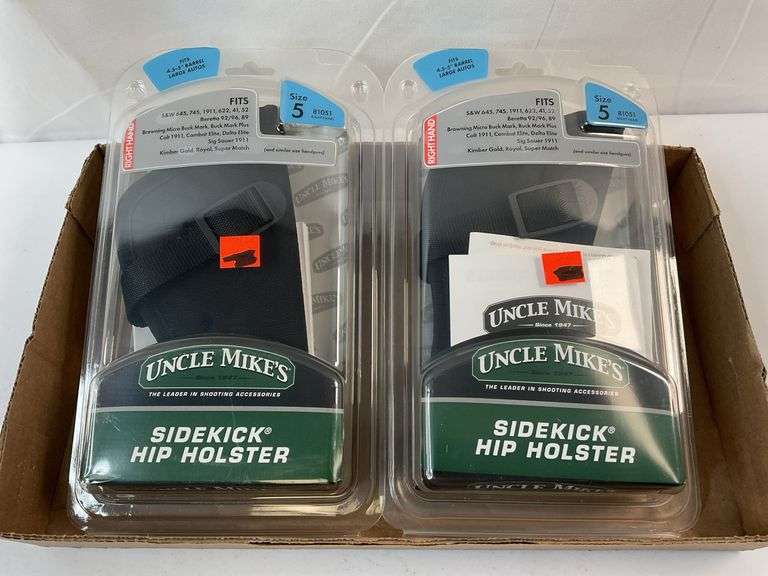 FITS
4.5-5" BARREL
LARGE AUTOS
RIGHT HAND
FITS
S&W 645, 745, 1911, 622, 41, 52
Beretta 92/96, 89
Browning Micro Buck Mark, Buck Mark Plus
Colt 1911, Combat Elite, Delta Elite
Sig Sauer 1911
Kimber Gold, Royal, Super Match
(and similar size handguns)
Size
5
81051
UNCLE MIKE'S
Since 1947
THE LEADER IN SHOOTING ACCESSORIES
SIDEKICK®
HIP HOLSTER
FITS
4.5-5" BARREL
LARGE AUTOS
RIGHT HAND
FITS
S&W 645, 745, 1911, 622, 41, 52
Beretta 92/96, 89
Browning Micro Buck Mark, Buck Mark Plus
Colt 1911, Combat Elite, Delta Elite
Sig Sauer 1911
Kimber Gold, Royal, Super Match
(and similar size handguns)
Size
5
81051
UNCLE MIKE'S
Since 1947
UNCLE MIKE'S
THE LEADER IN SHOOTING ACCESSORIES
SIDEKICK®
HIP HOLSTER
UNCLE MIKE'S